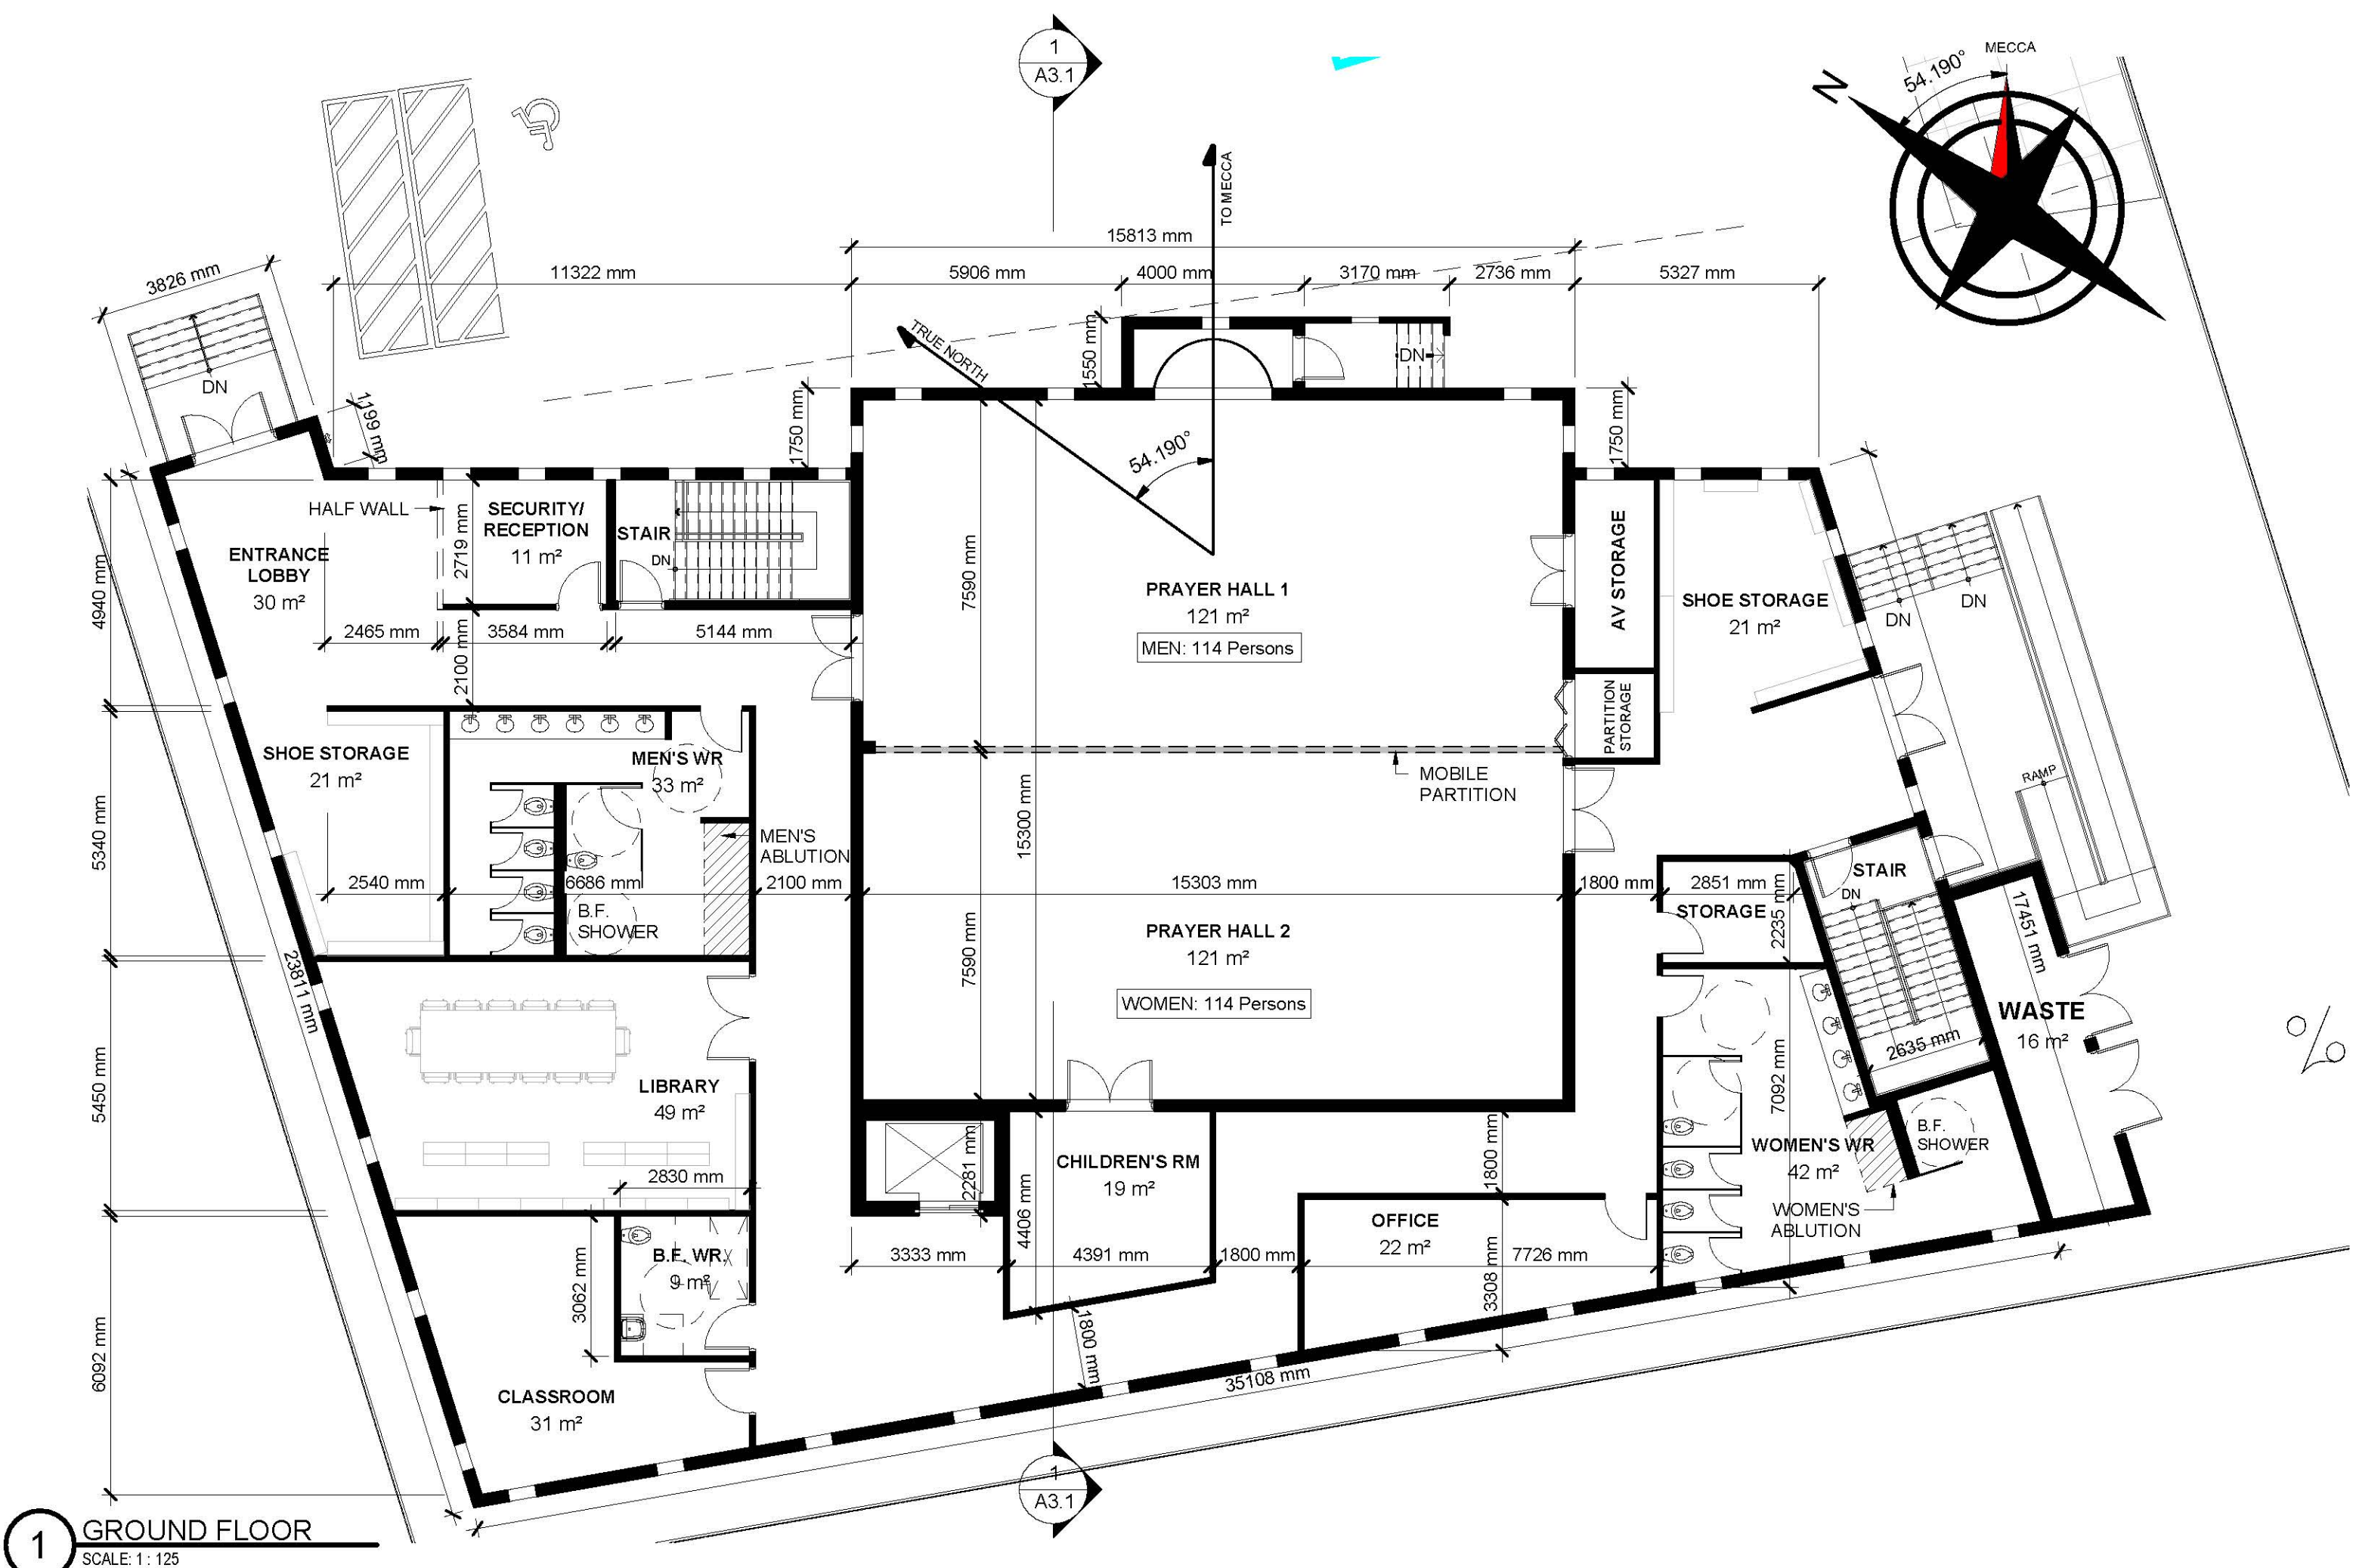 1
A3.1
MECCA
54.190°
N
TO MECCA
15813 mm
11322 mm
5906 mm
4000 mm
3170 mm
2736 mm
5327 mm
3826 mm
DN
1199 mm
TRUE NORTH
1550 mm
DN
1750 mm
1750 mm
54.190°
HALF WALL
SECURITY/
RECEPTION
11 m²
STAIR
DN
2719 mm
ENTRANCE
LOBBY
30 m²
4940 mm
2465 mm
3584 mm
5144 mm
2100 mm
7590 mm
PRAYER HALL 1
121 m²
MEN: 114 Persons
AV STORAGE
SHOE STORAGE
21 m²
DN
DN
PARTITION
STORAGE
MOBILE
PARTITION
RAMP
SHOE STORAGE
21 m²
MEN'S WR
33 m²
MEN'S
ABLUTION
5340 mm
15300 mm
2540 mm
6686 mm
2100 mm
15303 mm
1800 mm
2851 mm
B.F.
SHOWER
STORAGE
2235 mm
STAIR
DN
17451 mm
PRAYER HALL 2
121 m²
WOMEN: 114 Persons
7590 mm
23811 mm
WASTE
16 m²
2635 mm
5450 mm
LIBRARY
49 m²
2830 mm
7092 mm
B.F.
SHOWER
WOMEN'S WR
42 m²
WOMEN'S
ABLUTION
2281 mm
4406 mm
CHILDREN'S RM
19 m²
1800 mm
OFFICE
22 m²
3333 mm
4391 mm
1800 mm
7726 mm
3308 mm
B.F. WR.
9 m²
3062 mm
1800 mm
6092 mm
35108 mm
CLASSROOM
31 m²
1
A3.1
1
GROUND FLOOR
SCALE: 1 : 125